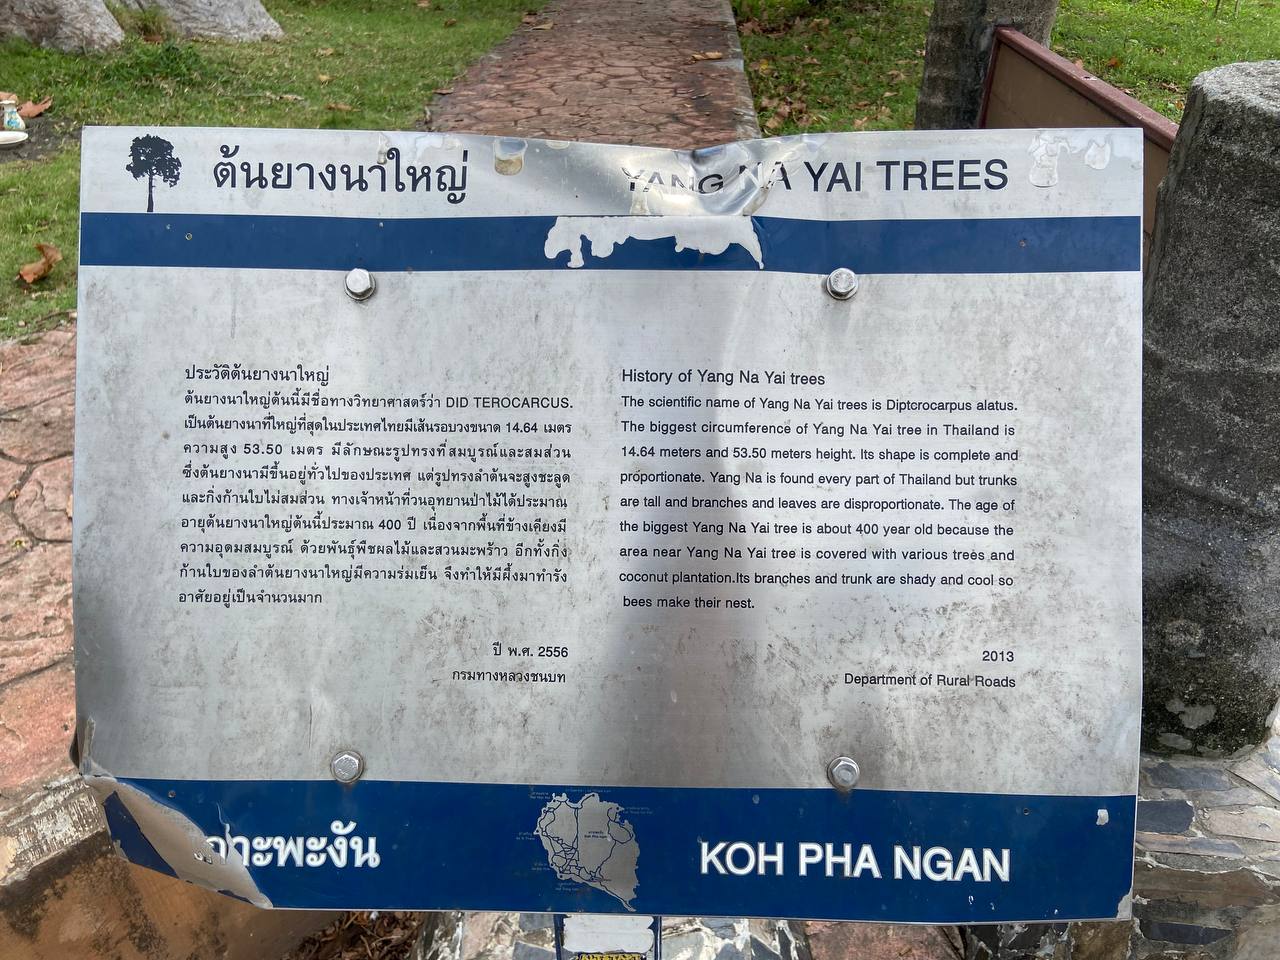 ต้นยางนาใหญ่
YANG NA YAI TREES
ประวัติต้นยางนาใหญ่
ต้นยางนาใหญ่ต้นนี้มีชื่อทางวิทยาศาสตร์ว่า DID TEROCARCUS.
เป็นต้นยางนาที่ใหญ่ที่สุดในประเทศไทยมีเส้นรอบวงขนาด 14.64 เมตร
ความสูง 53.50 เมตร มีลักษณะรูปทรงที่สมบูรณ์และสมส่วน
ซึ่งต้นยางนามีขึ้นอยู่ทั่วไปของประเทศ แต่รูปทรงลำต้นจะสูงชะลูด
และกิ่งก้านใบไม่สมส่วน ทางเจ้าหน้าที่วนอุทยานป่าไม้ได้ประมาณ
อายุต้นยางนาใหญ่ต้นนี้ประมาณ 400 ปี เนื่องจากพื้นที่ข้างเคียงมี
ความอุดมสมบูรณ์ ด้วยพันธุ์พืชผลไม้และสวนมะพร้าว อีกทั้งกิ่ง
ก้านใบของลำต้นยางนาใหญ่มีความร่มเย็น จึงทำให้มีผึ้งมาทำรัง
อาศัยอยู่เป็นจำนวนมาก
ปี พ.ศ. 2556
กรมทางหลวงชนบท
History of Yang Na Yai trees
The scientific name of Yang Na Yai trees is Diptcrocarpus alatus.
The biggest circumference of Yang Na Yai tree in Thailand is
14.64 meters and 53.50 meters height. Its shape is complete and
proportionate. Yang Na is found every part of Thailand but trunks
are tall and branches and leaves are disproportionate. The age of
the biggest Yang Na Yai tree is about 400 year old because the
area near Yang Na Yai tree is covered with various trees and
coconut plantation.Its branches and trunk are shady and cool so
bees make their nest.
2013
Department of Rural Roads
เกาะพะงัน
KOH PHA NGAN